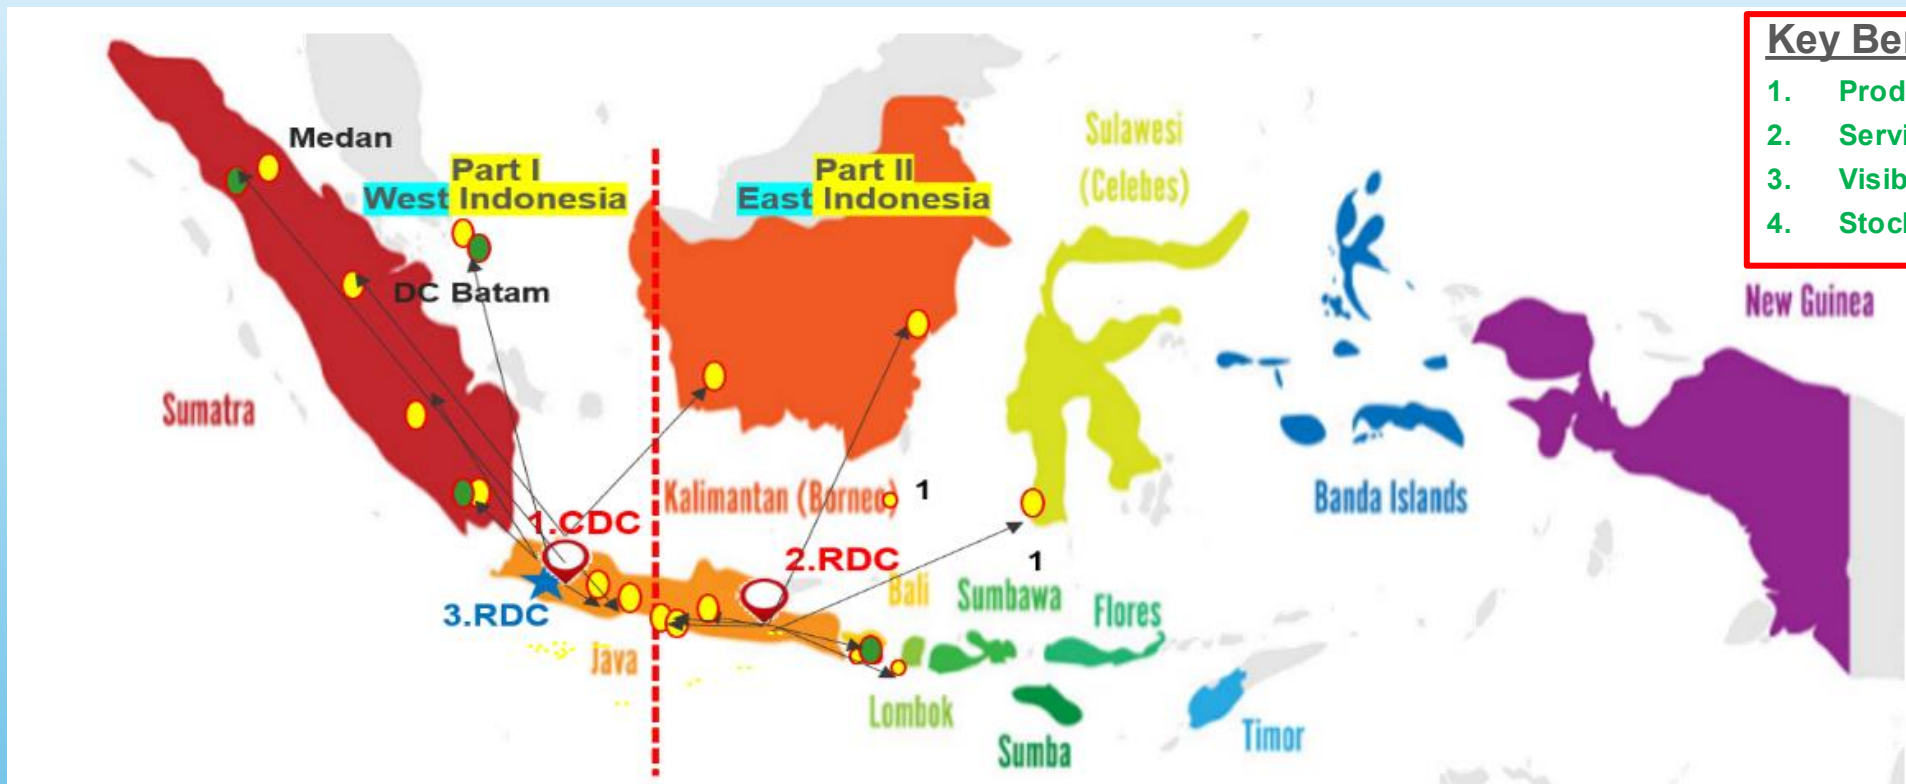 Key Be
1. Prod
2. Servi
3. Visib
4. Stoc
Medan
Part I
West Indonesia
Part II
East Indonesia
Sulawesi
(Celebes)
DC Batam
New Guinea
Sumatra
Kalimantan (Borneo)
1
Banda Islands
1.CDC
2.RDC
1
3.RDC
Bali
Sumbawa
Flores
Java
Lombok
Sumba
Timor